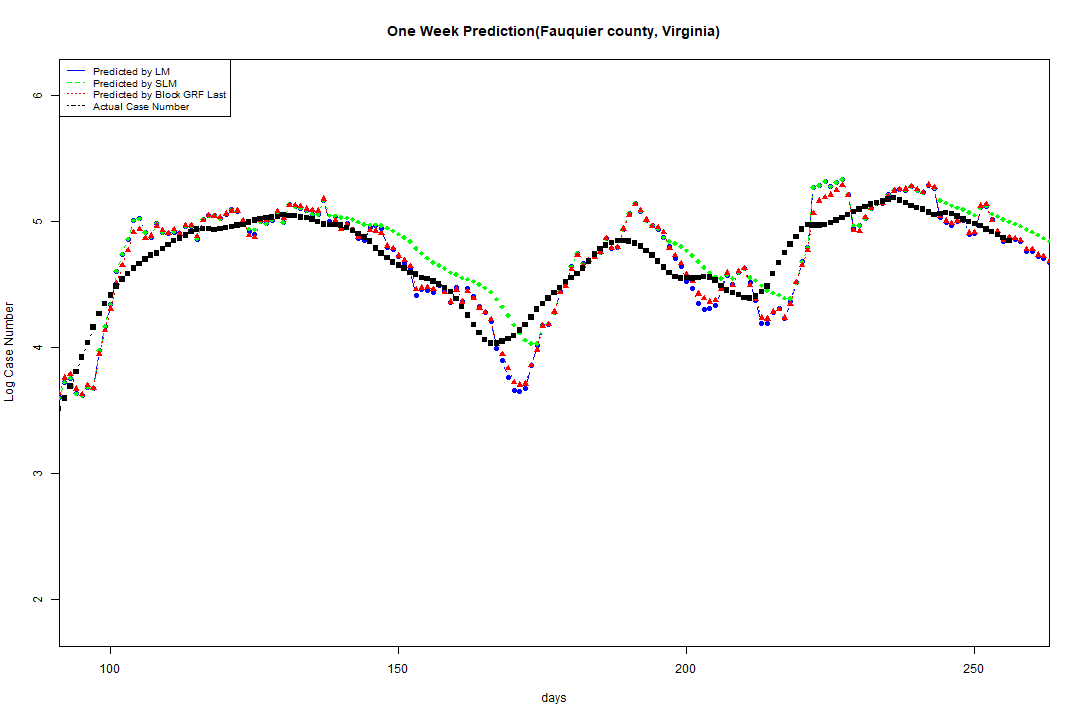 One Week Prediction(Fauquier county, Virginia)
Predicted by LM
Predicted by SLM
Predicted by Block GRF Last
Actual Case Number
6
5
4
3
2
Log Case Number
100 150 200 250
days